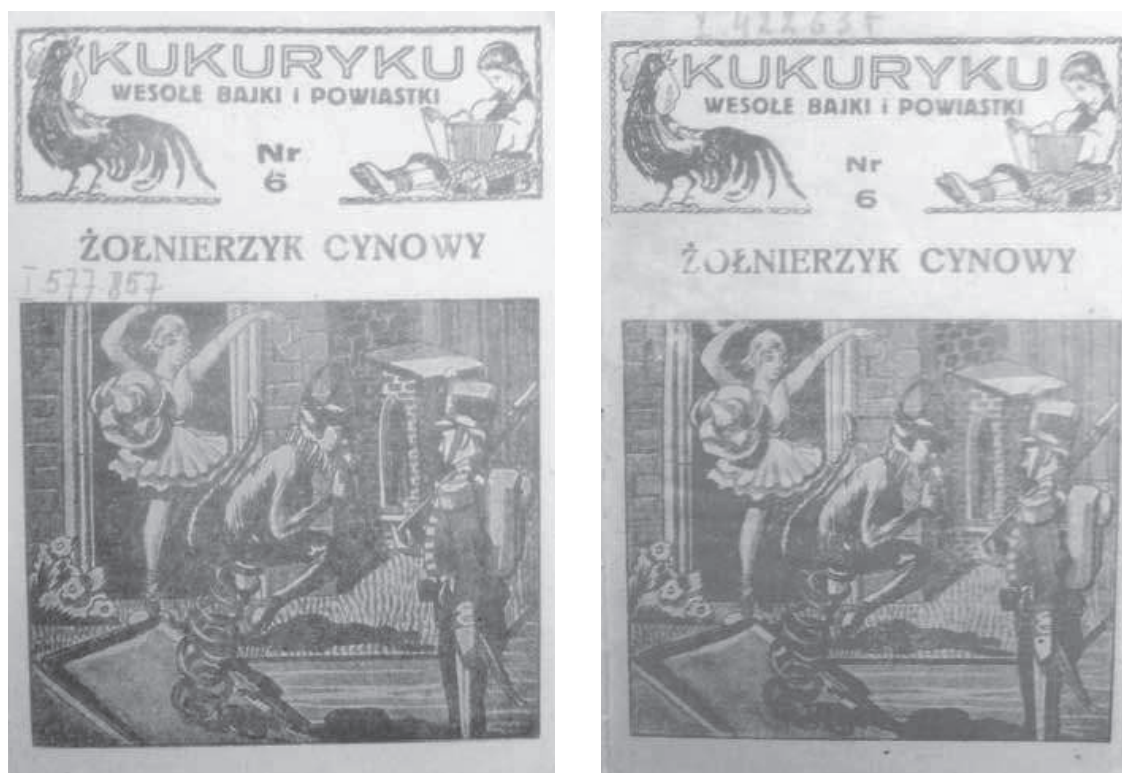 KUKURYKU
WESOŁE BAJKI i POWIASTKI
Nr
6
ŻOŁNIERZYK CYNOWY
I 577 857
KUKURYKU
WESOŁE BAJKI i POWIASTKI
Nr
6
ŻOŁNIERZYK CYNOWY